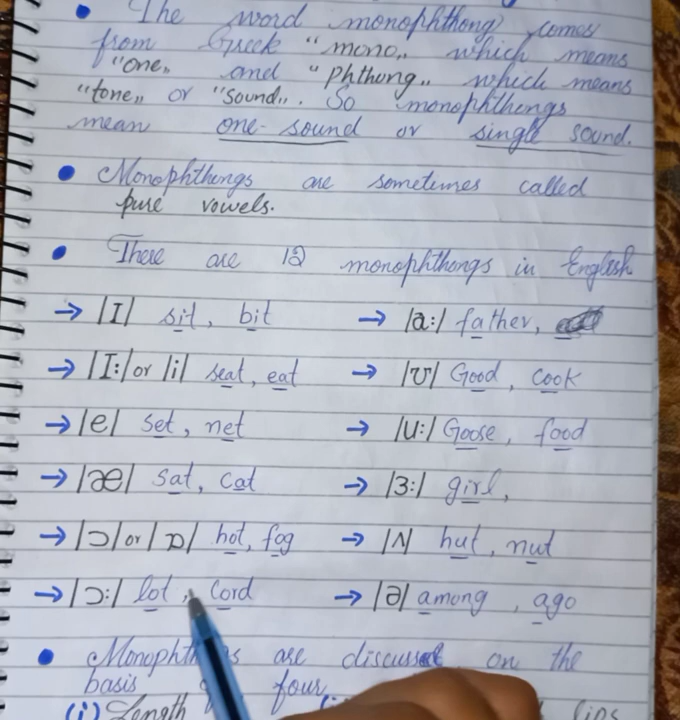 The word monophthong comes
from Greek "mono„ which means
"one„ and "Phthong„ which means
"tone„ or "sound„. So monophthongs
mean one-sound or single sound.
Monophthongs are sometimes called
pure vowels.
There are 12 monophthongs in English
→ /I/ sit, bit
→ /a:/ father,
→ /I:/ or /i/ seat, eat
→ /ʊ/ Good, cook
→ /e/ set, net
→ /u:/ Goose, food
→ /æ/ sat, cat
→ /3:/ girl,
→ /ɔ/ or /ɒ/ hot, fog
→ /ʌ/ hut, nut
→ /ɔ:/ lot, cord
→ /ə/ among, ago
are discussed on the
basis four
(i) Length lips